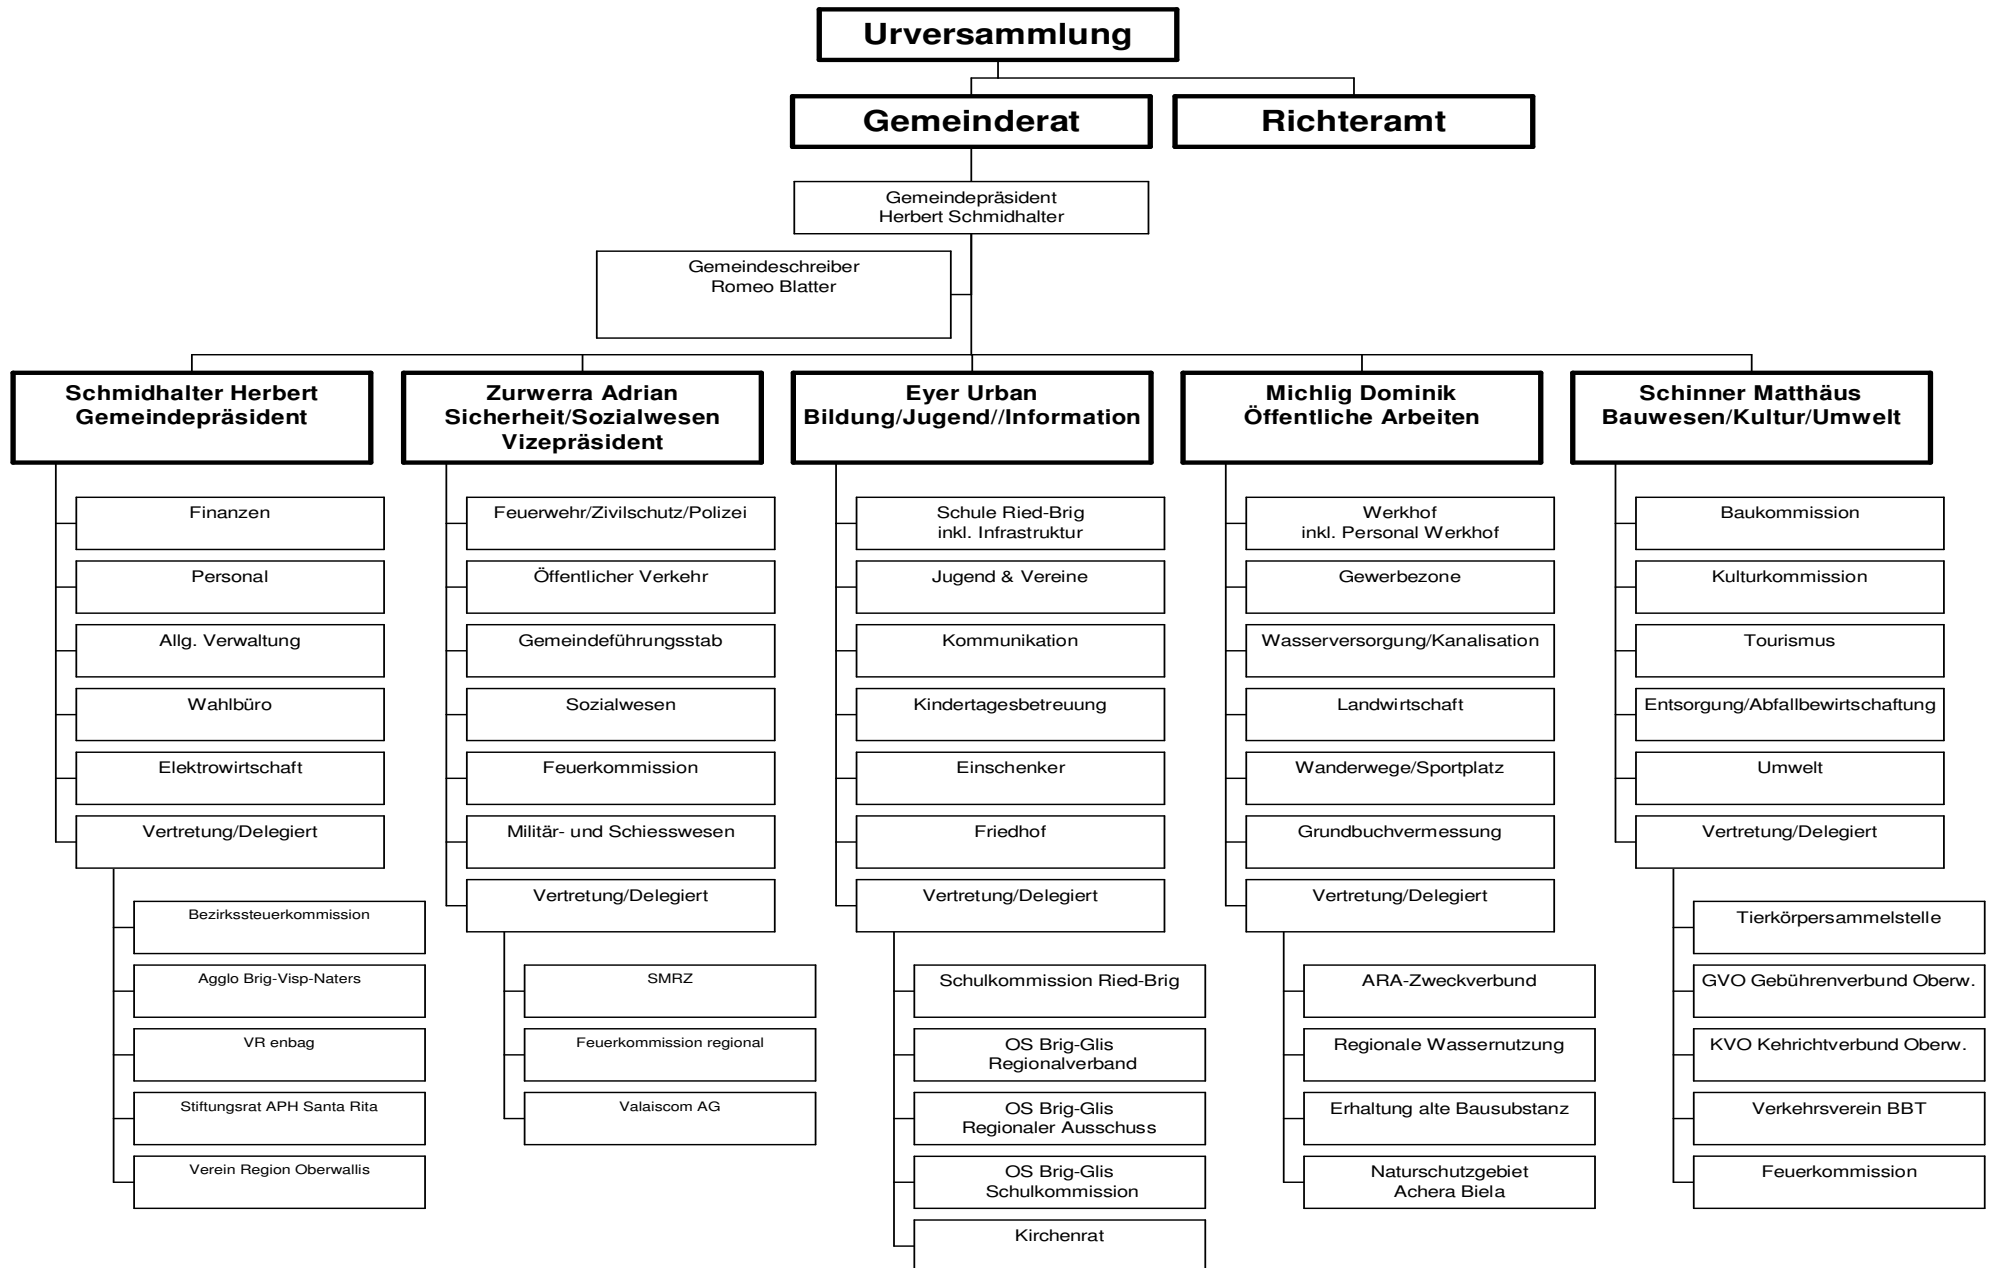 Urversammlung
Gemeinderat
Richteramt
Gemeindepräsident
Herbert Schmidhalter
Gemeindeschreiber
Romeo Blatter
Schmidhalter Herbert
Gemeindepräsident
Finanzen
Personal
Allg. Verwaltung
Wahlbüro
Elektrowirtschaft
Vertretung/Delegiert
Bezirkssteuerkommission
Agglo Brig-Visp-Naters
VR enbag
Stiftungsrat APH Santa Rita
Verein Region Oberwallis
Zurwerra Adrian
Sicherheit/Sozialwesen
Vizepräsident
Feuerwehr/Zivilschutz/Polizei
Öffentlicher Verkehr
Gemeindeführungsstab
Sozialwesen
Feuerkommission
Militär- und Schiesswesen
Vertretung/Delegiert
SMRZ
Feuerkommission regional
Valaiscom AG
Eyer Urban
Bildung/Jugend//Information
Schule Ried-Brig
inkl. Infrastruktur
Jugend & Vereine
Kommunikation
Kindertagesbetreuung
Einschenker
Friedhof
Vertretung/Delegiert
Schulkommission Ried-Brig
OS Brig-Glis
Regionalverband
OS Brig-Glis
Regionaler Ausschuss
OS Brig-Glis
Schulkommission
Kirchenrat
Michlig Dominik
Öffentliche Arbeiten
Werkhof
inkl. Personal Werkhof
Gewerbezone
Wasserversorgung/Kanalisation
Landwirtschaft
Wanderwege/Sportplatz
Grundbuchvermessung
Vertretung/Delegiert
ARA-Zweckverbund
Regionale Wassernutzung
Erhaltung alte Bausubstanz
Naturschutzgebiet
Achera Biela
Schinner Matthäus
Bauwesen/Kultur/Umwelt
Baukommission
Kulturkommission
Tourismus
Entsorgung/Abfallbewirtschaftung
Umwelt
Vertretung/Delegiert
Tierkörpersammelstelle
GVO Gebührenverbund Oberw.
KVO Kehrichtverbund Oberw.
Verkehrsverein BBT
Feuerkommission